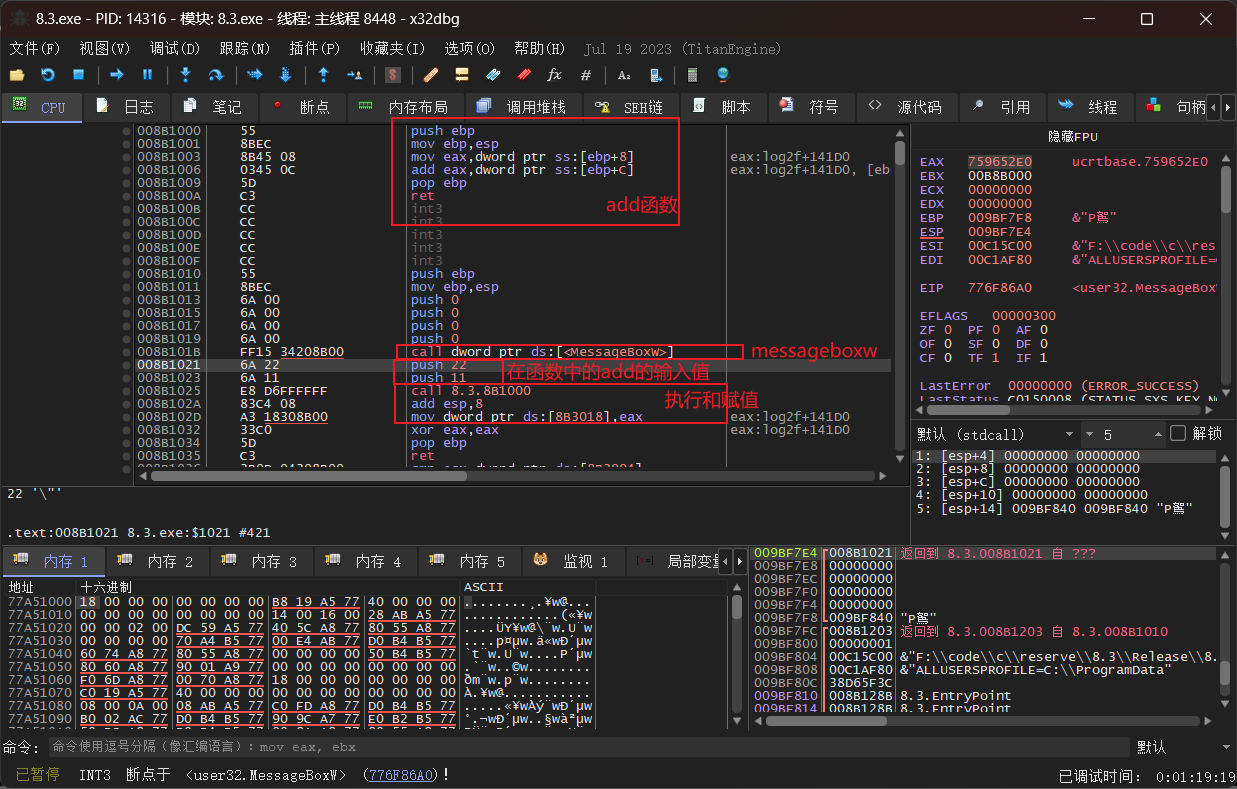 8.3.exe - PID: 14316 - 模块: 8.3.exe - 线程: 主线程 8448 - x32dbg
文件(F) 视图(V) 调试(D) 跟踪(N) 插件(P) 收藏夹(I) 选项(O) 帮助(H) Jul 19 2023 (TitanEngine)
CPU 日志 笔记 断点 内存布局 调用堆栈 SEH链 脚本 符号 源代码 引用 线程 句柄
008B1000 55 push ebp
008B1001 8BEC mov ebp,esp
008B1003 8B45 08 mov eax,dword ptr ss:[ebp+8] eax:log2f+141D0
008B1006 0345 0C add eax,dword ptr ss:[ebp+C] eax:log2f+141D0, [eb
008B1009 5D pop ebp
008B100A C3 ret
add函数
008B100B CC int3
008B100C CC int3
008B100D CC int3
008B100E CC int3
008B100F CC int3
008B1010 55 push ebp
008B1011 8BEC mov ebp,esp
008B1013 6A 00 push 0
008B1015 6A 00 push 0
008B1017 6A 00 push 0
008B1019 6A 00 push 0
008B101B FF15 34208B00 call dword ptr ds:[<MessageBoxW>] messageboxw
008B1021 6A 22 push 22
在函数中的add的输入值
008B1023 6A 11 push 11
008B1025 E8 D6FFFFFF call 8.3.8B1000
执行和赋值
008B102A 83C4 08 add esp,8
008B102D A3 18308B00 mov dword ptr ds:[8B3018],eax eax:log2f+141D0
008B1032 33C0 xor eax,eax eax:log2f+141D0
008B1034 5D pop ebp
008B1035 C3 ret
隐藏FPU
EAX 759652E0 ucrtbase.759652E0
EBX 00B8B000
ECX 00000000
EDX 00000000
EBP 009BF7F8 &"P駕"
ESP 009BF7E4
ESI 00C15C00 &"F:\\code\\c\\res
EDI 00C1AF80 &"ALLUSERSPROFILE=
EIP 776F86A0 <user32.MessageBoxW
EFLAGS 00000300
ZF 0 PF 0 AF 0
OF 0 SF 0 DF 0
CF 0 TF 1 IF 1
LastError 00000000 (ERROR_SUCCESS)
LastStatus C0150008 (STATUS_SXS_KEY_NO
默认 (stdcall) 5 解锁
1: [esp+4] 00000000 00000000
2: [esp+8] 00000000 00000000
3: [esp+C] 00000000 00000000
4: [esp+10] 00000000 00000000
5: [esp+14] 009BF840 009BF840 "P駕"
22 '\"'
.text:008B1021 8.3.exe:$1021 #421
内存 1 内存 2 内存 3 内存 4 内存 5 监视 1 局部变量
地址 十六进制 ASCII
77A51000 18 00 00 00 00 00 00 00 B8 19 A5 77 40 00 00 00
77A51010 00 00 00 00 00 00 00 00 14 00 16 00 28 AB A5 77
77A51020 00 00 02 00 DC 59 A5 77 40 5C A8 77 80 55 A8 77
77A51030 00 00 00 00 70 A4 B5 77 00 E4 AB 77 D0 B4 B5 77
77A51040 60 74 A8 77 80 55 A8 77 00 00 00 00 50 B4 B5 77
77A51050 80 60 A8 77 90 01 A9 77 00 00 00 00 00 00 00 00
77A51060 F0 6D A8 77 00 70 A8 77 18 00 00 00 00 00 00 00
77A51070 C0 19 A5 77 40 00 00 00 00 00 00 00 00 00 00 00
77A51080 08 00 0A 00 08 AB A5 77 C0 FD A8 77 D0 B4 B5 77
77A51090 B0 02 AC 77 D0 B4 B5 77 90 9C A7 77 E0 B2 B5 77
009BF7E4 008B1021 返回到 8.3.008B1021 自 ???
009BF7E8 00000000
009BF7EC 00000000
009BF7F0 00000000
009BF7F4 00000000
009BF7F8 009BF840 "P駕"
009BF7FC 008B1203 返回到 8.3.008B1203 自 8.3.008B1010
009BF800 00000001
009BF804 00C15C00 &"F:\\code\\c\\reserve\\8.3\\Release\\8.
009BF808 00C1AF80 &"ALLUSERSPROFILE=C:\\ProgramData"
009BF80C 38D65F3C
009BF810 008B128B 8.3.EntryPoint
009BF814 008B128B 8.3.EntryPoint
命令: 命令使用逗号分隔（像汇编语言）: mov eax, ebx 默认
已暂停 INT3 断点于 <user32.MessageBoxW> (776F86A0)! 已调试时间: 0:01:19:19